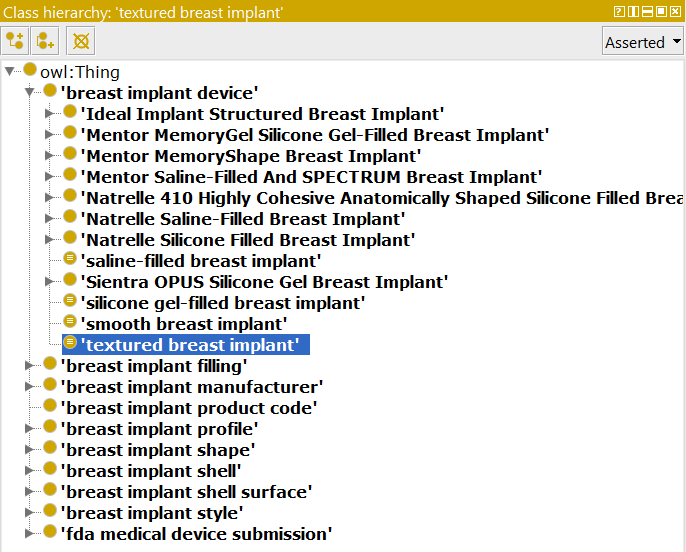 Class hierarchy: 'textured breast implant'
Asserted
owl:Thing
'breast implant device'
'Ideal Implant Structured Breast Implant'
'Mentor MemoryGel Silicone Gel-Filled Breast Implant'
'Mentor MemoryShape Breast Implant'
'Mentor Saline-Filled And SPECTRUM Breast Implant'
'Natrelle 410 Highly Cohesive Anatomically Shaped Silicone Filled Brea
'Natrelle Saline-Filled Breast Implant'
'Natrelle Silicone Filled Breast Implant'
'saline-filled breast implant'
'Sientra OPUS Silicone Gel Breast Implant'
'silicone gel-filled breast implant'
'smooth breast implant'
'textured breast implant'
'breast implant filling'
'breast implant manufacturer'
'breast implant product code'
'breast implant profile'
'breast implant shape'
'breast implant shell'
'breast implant shell surface'
'breast implant style'
'fda medical device submission'